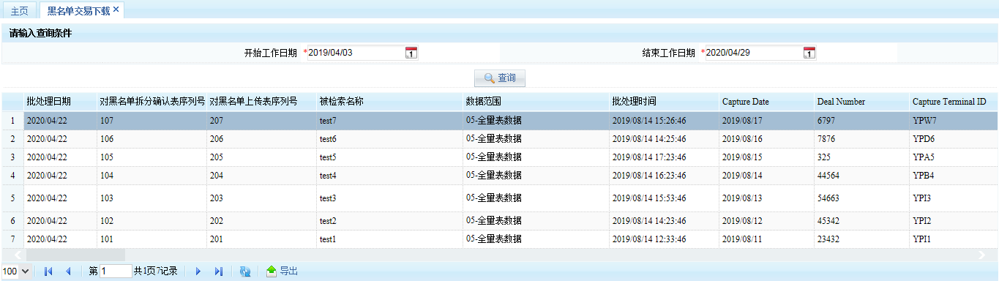 主页 黑名单交易下载
请输入查询条件
开始工作日期 *2019/04/03 结束工作日期 *2020/04/29
查询
批处理日期 对黑名单拆分确认表序列号 对黑名单上传表序列号 被检索名称 数据范围 批处理时间 Capture Date Deal Number Capture Terminal ID
1 2020/04/22 107 207 test7 05-全量表数据 2019/08/14 15:26:46 2019/08/17 6797 YPW7
2 2020/04/22 106 206 test6 05-全量表数据 2019/08/14 14:25:46 2019/08/16 7876 YPD6
3 2020/04/22 105 205 test5 05-全量表数据 2019/08/14 17:23:46 2019/08/15 325 YPA5
4 2020/04/22 104 204 test4 05-全量表数据 2019/08/14 16:23:46 2019/08/14 44564 YPB4
5 2020/04/22 103 203 test3 05-全量表数据 2019/08/14 15:53:46 2019/08/13 54663 YPI3
6 2020/04/22 102 202 test2 05-全量表数据 2019/08/14 14:23:46 2019/08/12 45342 YPI2
7 2020/04/22 101 201 test1 05-全量表数据 2019/08/14 12:33:46 2019/08/11 23432 YPI1
100 第 1 共1页7记录 导出